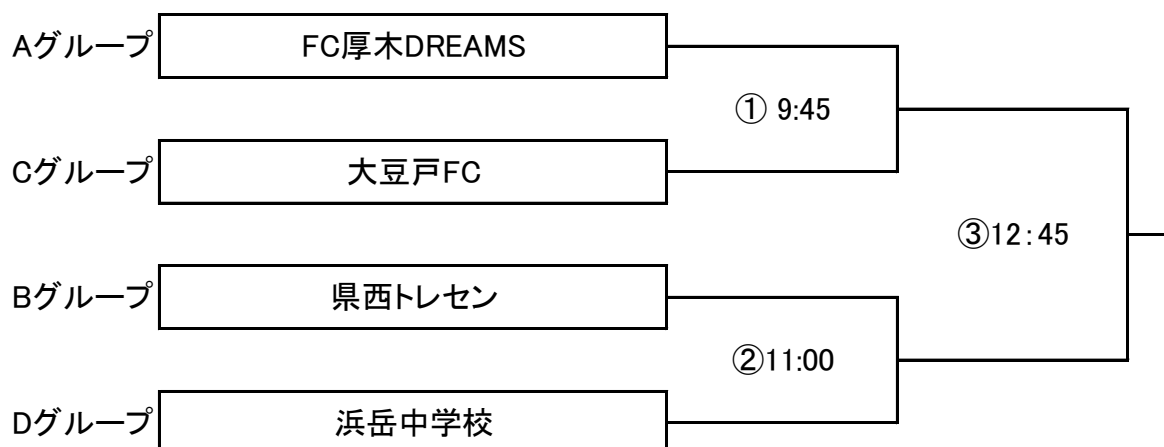 Aグループ FC厚木DREAMS
① 9:45
Cグループ 大豆戸FC
③12:45
Bグループ 県西トレセン
②11:00
Dグループ 浜岳中学校